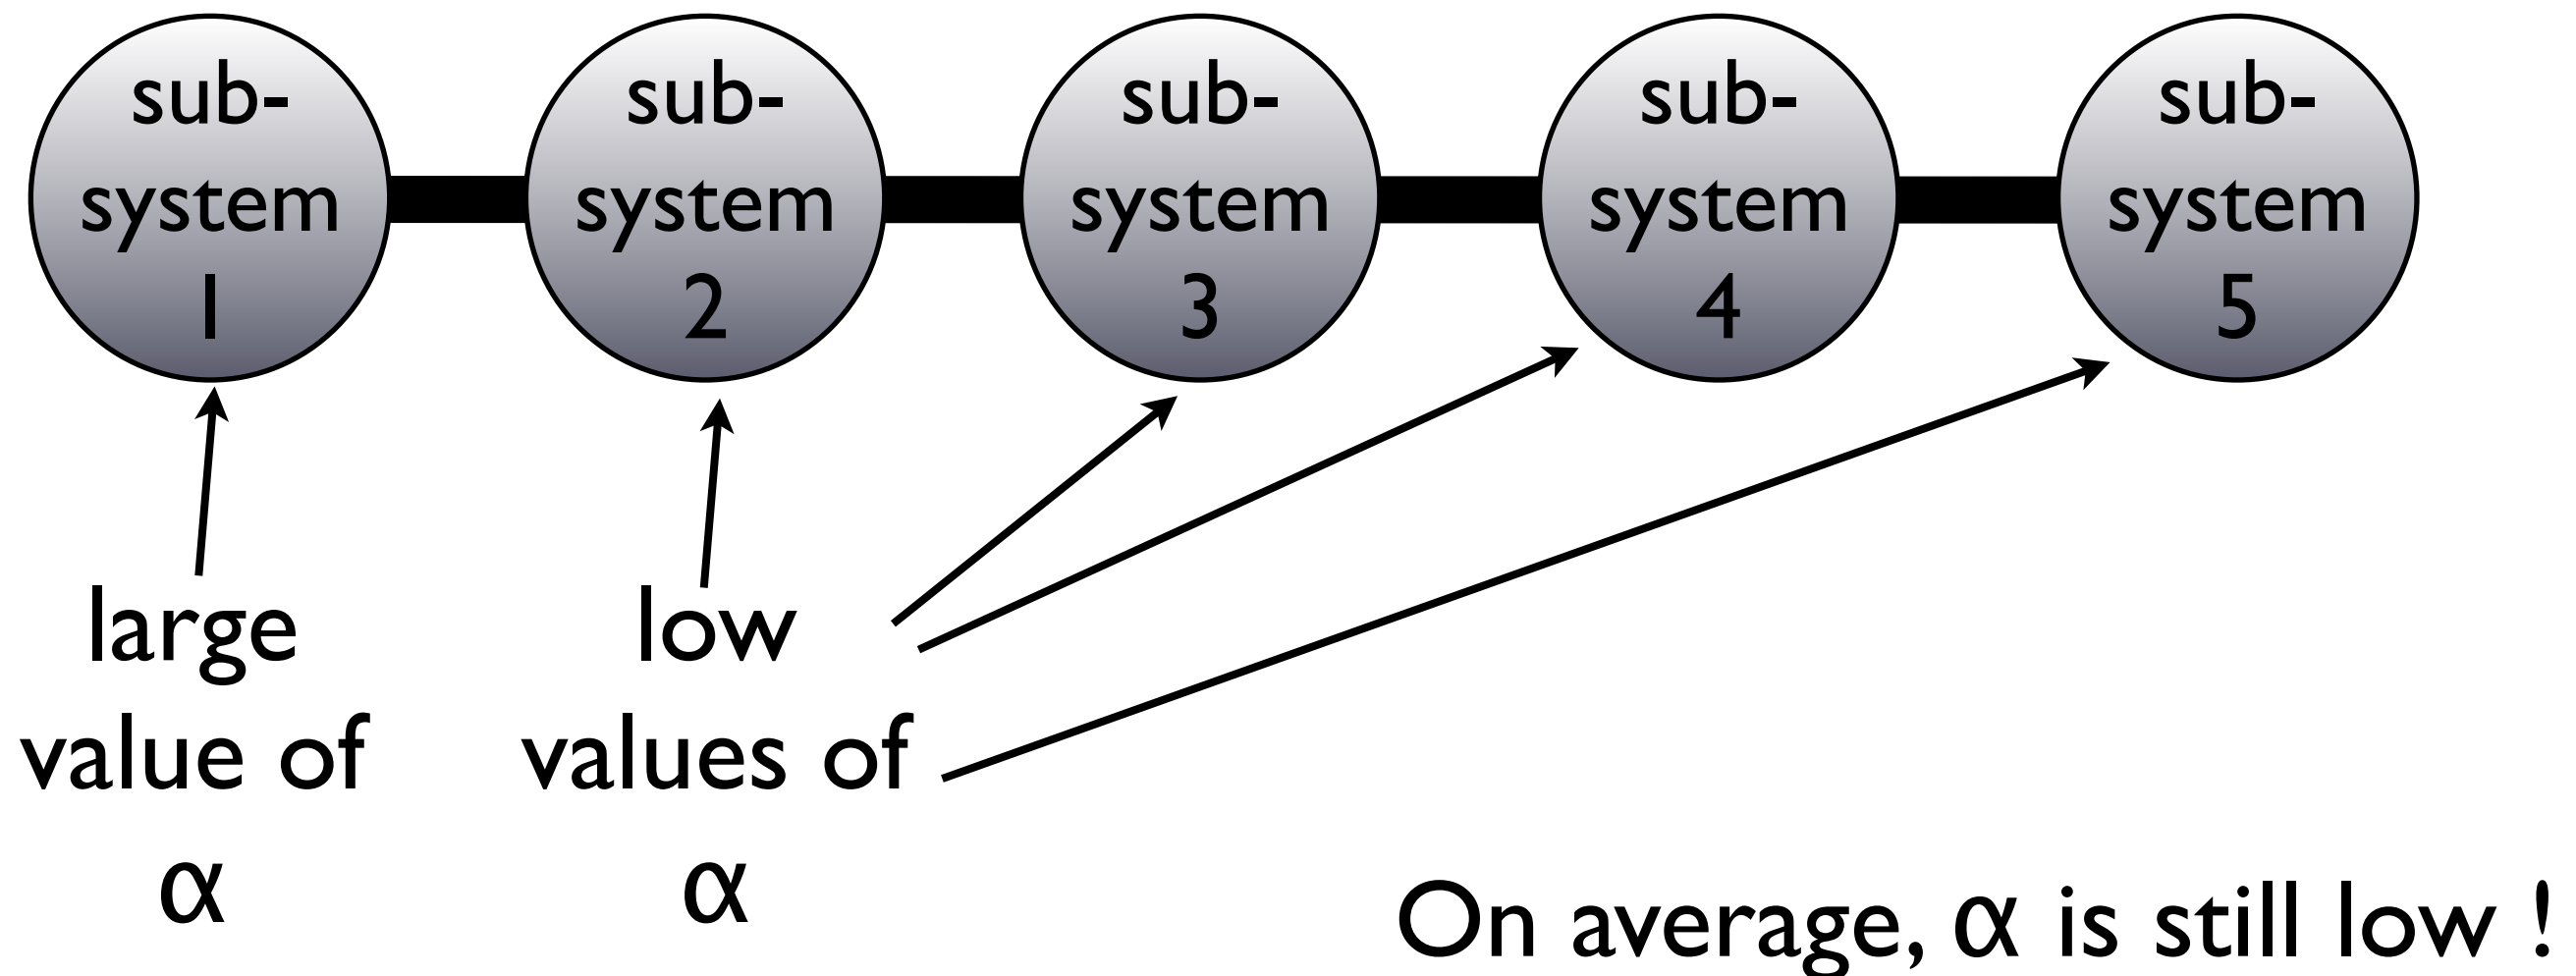 sub-
system
1
sub-
system
2
sub-
system
3
sub-
system
4
sub-
system
5
large
value of
α
low
values of
α
On average, α is still low !